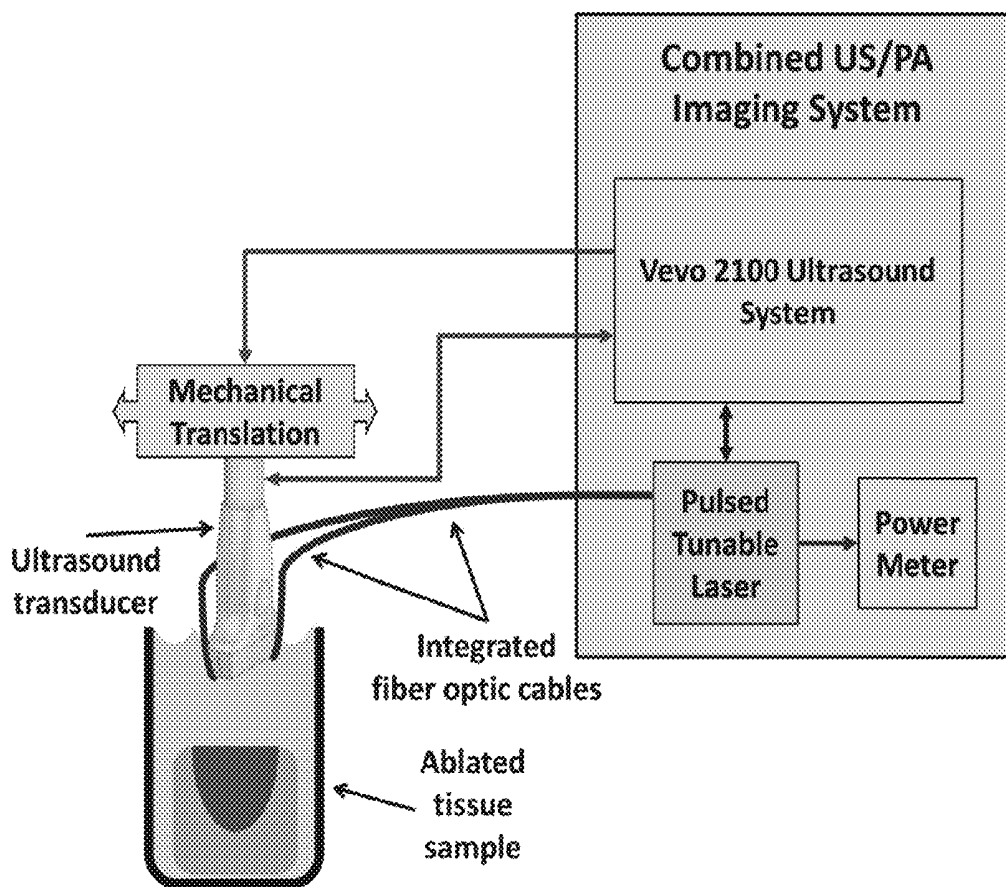 Combined US/PA
Imaging System
Vevo 2100 Ultrasound
System
Mechanical
Translation
Pulsed
Tunable
Laser
Power
Meter
Ultrasound
transducer
Integrated
fiber optic cables
Ablated
tissue
sample